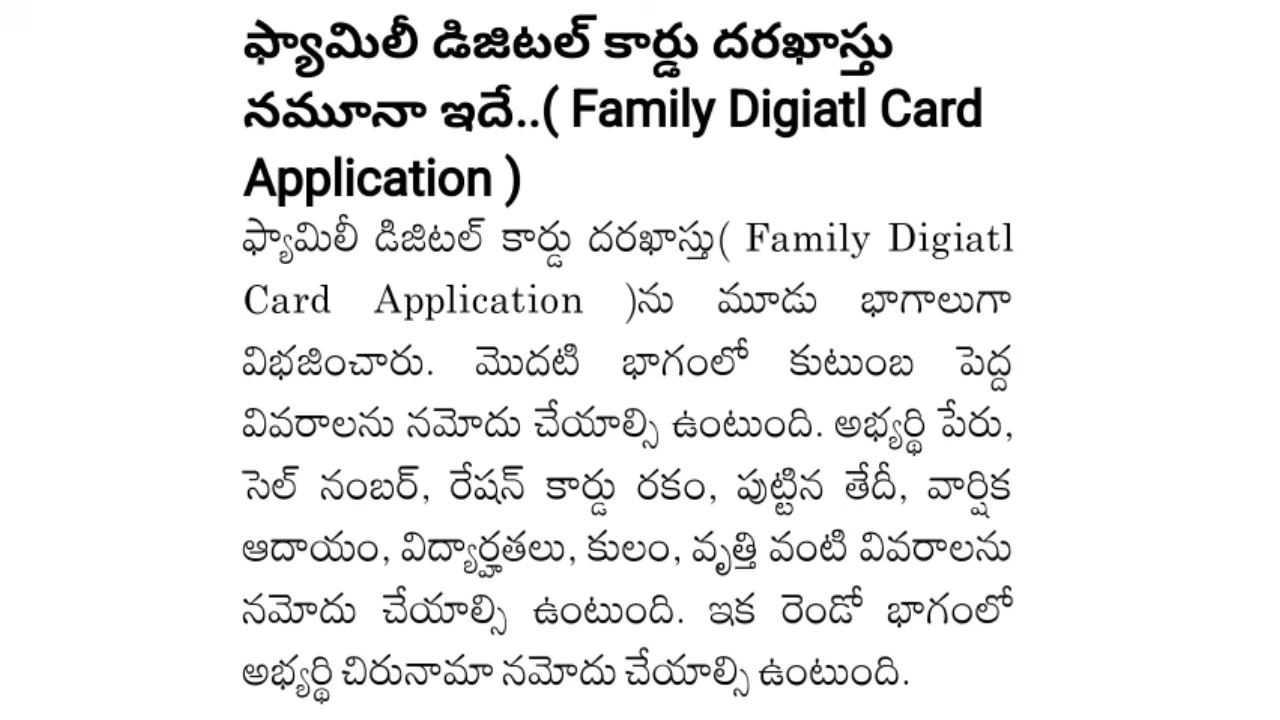 ఫ్యామిలీ డిజిటల్ కార్డు దరఖాస్తు
నమూనా ఇదే..( Family Digiatl Card
Application )
ఫ్యామిలీ డిజిటల్ కార్డు దరఖాస్తు( Family Digiatl
Card Application )ను మూడు భాగాలుగా
విభజించారు. మొదటి భాగంలో కుటుంబ పెద్ద
వివరాలను నమోదు చేయాల్సి ఉంటుంది. అభ్యర్థి పేరు,
సెల్ నంబర్, రేషన్ కార్డు రకం, పుట్టిన తేదీ, వార్షిక
ఆదాయం, విద్యార్హతలు, కులం, వృత్తి వంటి వివరాలను
నమోదు చేయాల్సి ఉంటుంది. ఇక రెండో భాగంలో
అభ్యర్థి చిరునామా నమోదు చేయాల్సి ఉంటుంది.